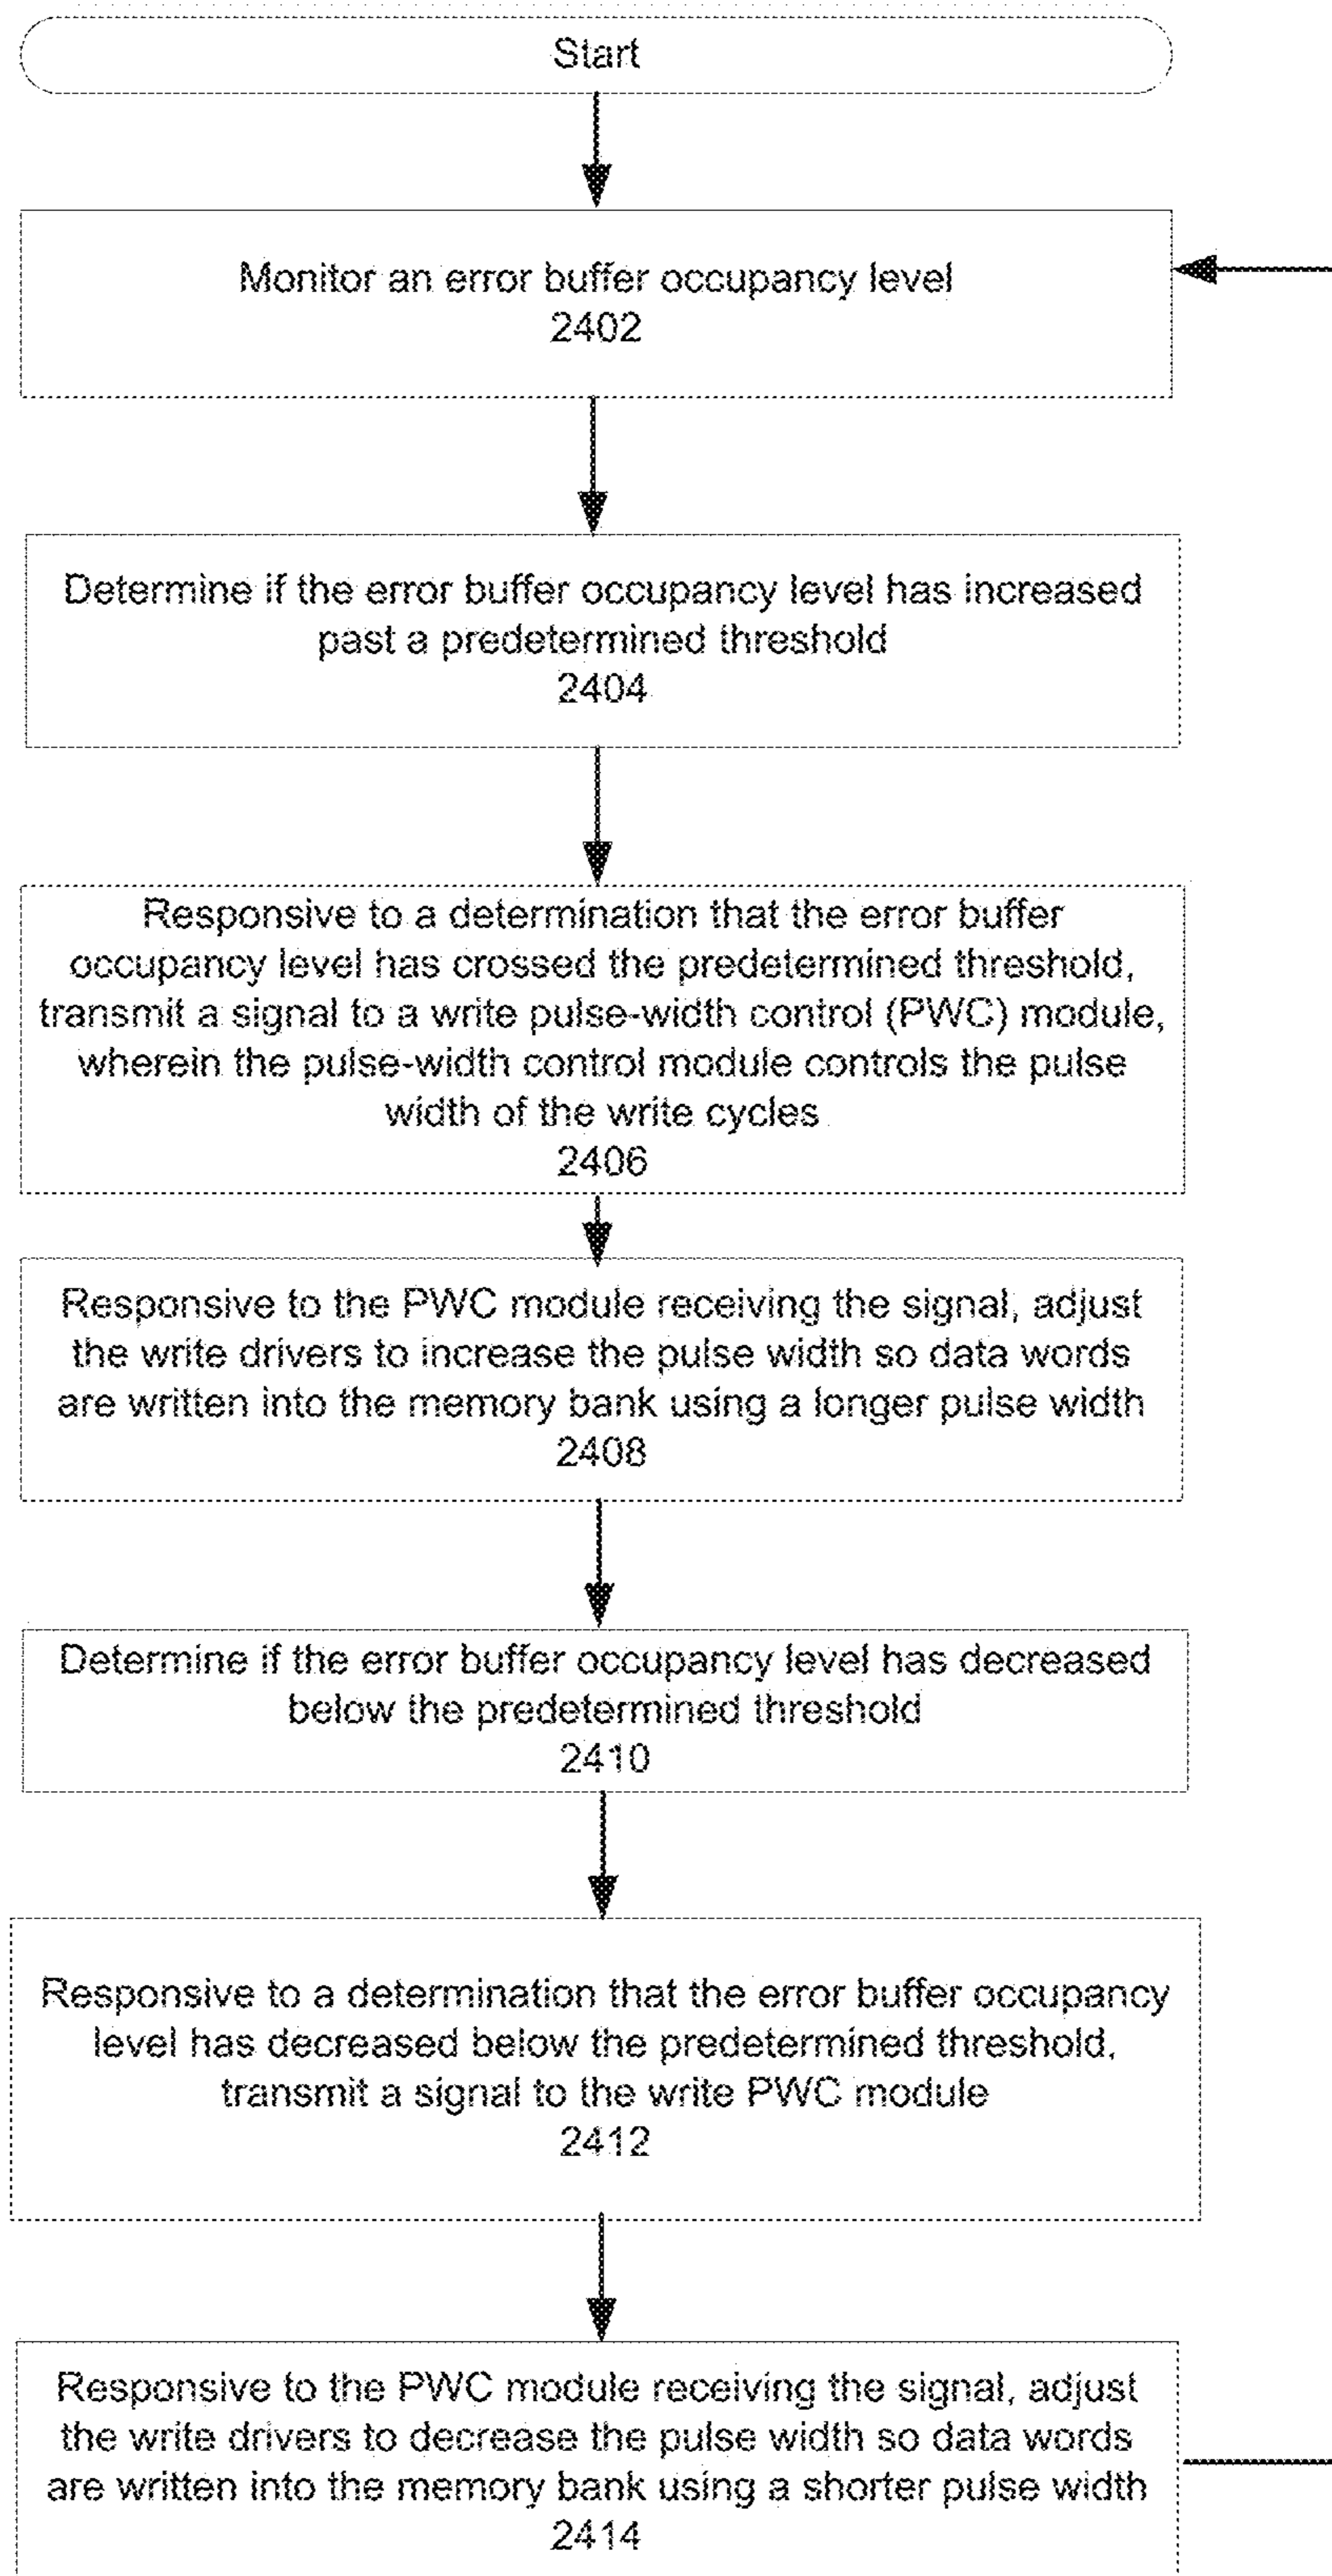 Start
Monitor an error buffer occupancy level
2402
Determine if the error buffer occupancy level has increased
past a predetermined threshold
2404
Responsive to a determination that the error buffer
occupancy level has crossed the predetermined threshold,
transmit a signal to a write pulse-width control (PWC) module,
wherein the pulse-width control module controls the pulse
width of the write cycles
2406
Responsive to the PWC module receiving the signal, adjust
the write drivers to increase the pulse width so data words
are written into the memory bank using a longer pulse width
2408
Determine if the error buffer occupancy level has decreased
below the predetermined threshold
2410
Responsive to a determination that the error buffer occupancy
level has decreased below the predetermined threshold,
transmit a signal to the write PWC module
2412
Responsive to the PWC module receiving the signal, adjust
the write drivers to decrease the pulse width so data words
are written into the memory bank using a shorter pulse width
2414